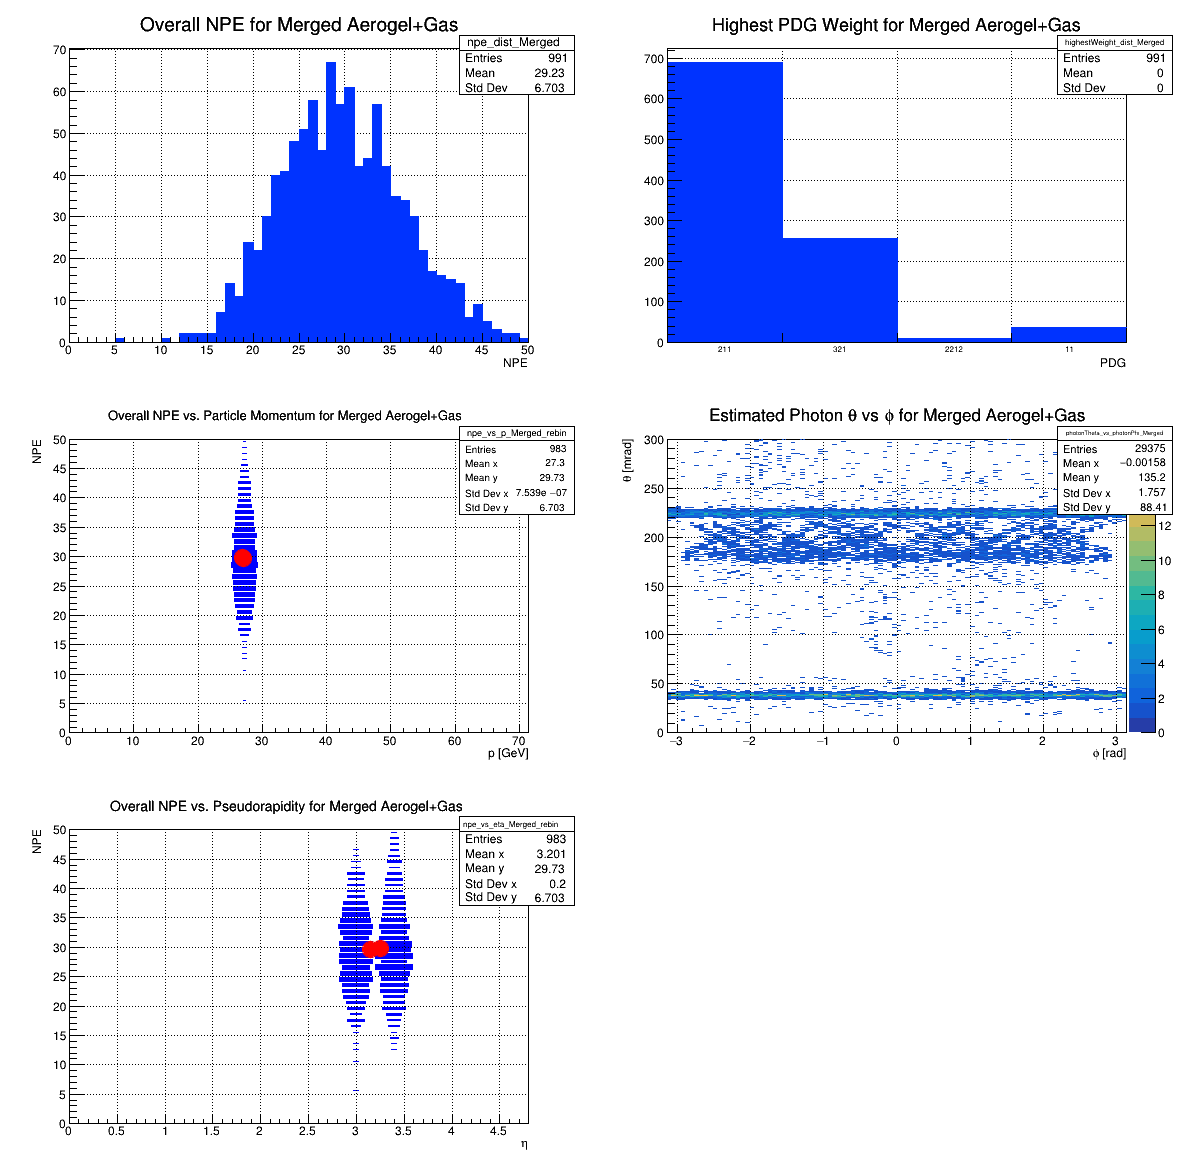 Overall NPE for Merged Aerogel+Gas
npe_dist_Merged
Entries 991
Mean 29.23
Std Dev 6.703
70
60
50
40
30
20
10
0
0 5 10 15 20 25 30 35 40 45 50
NPE
Highest PDG Weight for Merged Aerogel+Gas
highestWeight_dist_Merged
Entries 991
Mean 0
Std Dev 0
700
600
500
400
300
200
100
0
211 321 2212 11
PDG
Overall NPE vs. Particle Momentum for Merged Aerogel+Gas
npe_vs_p_Merged_rebin
Entries 983
Mean x 27.3
Mean y 29.73
Std Dev x 7.539e −07
Std Dev y 6.703
NPE
50
45
40
35
30
25
20
15
10
5
0
0 10 20 30 40 50 60 70
p [GeV]
Estimated Photon θ vs ϕ for Merged Aerogel+Gas
photonTheta_vs_photonPhi_Merged
Entries 29375
Mean x −0.00158
Mean y 135.2
Std Dev x 1.757
Std Dev y 88.41
θ [mrad]
300
250
200
150
100
50
0
−3 −2 −1 0 1 2 3
ϕ [rad]
12
10
8
6
4
2
0
Overall NPE vs. Pseudorapidity for Merged Aerogel+Gas
npe_vs_eta_Merged_rebin
Entries 983
Mean x 3.201
Mean y 29.73
Std Dev x 0.2
Std Dev y 6.703
NPE
50
45
40
35
30
25
20
15
10
5
0
0 0.5 1 1.5 2 2.5 3 3.5 4 4.5
η